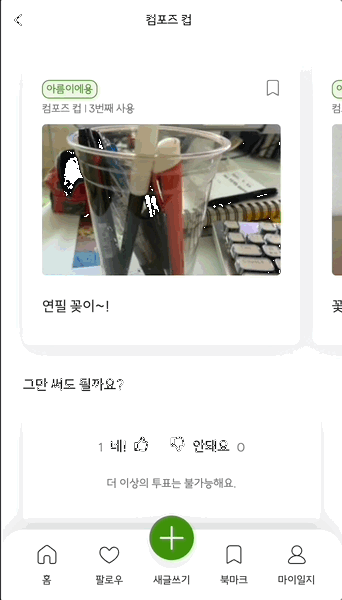 컴포즈 컵
아름이에용
컴포즈 컵 | 3번째 사용
연필 꽂이~!
그만 써도 될까요?
1 네! 안돼요 0
더 이상의 투표는 불가능해요.
홈 팔로우 새글쓰기 북마크 마이일지